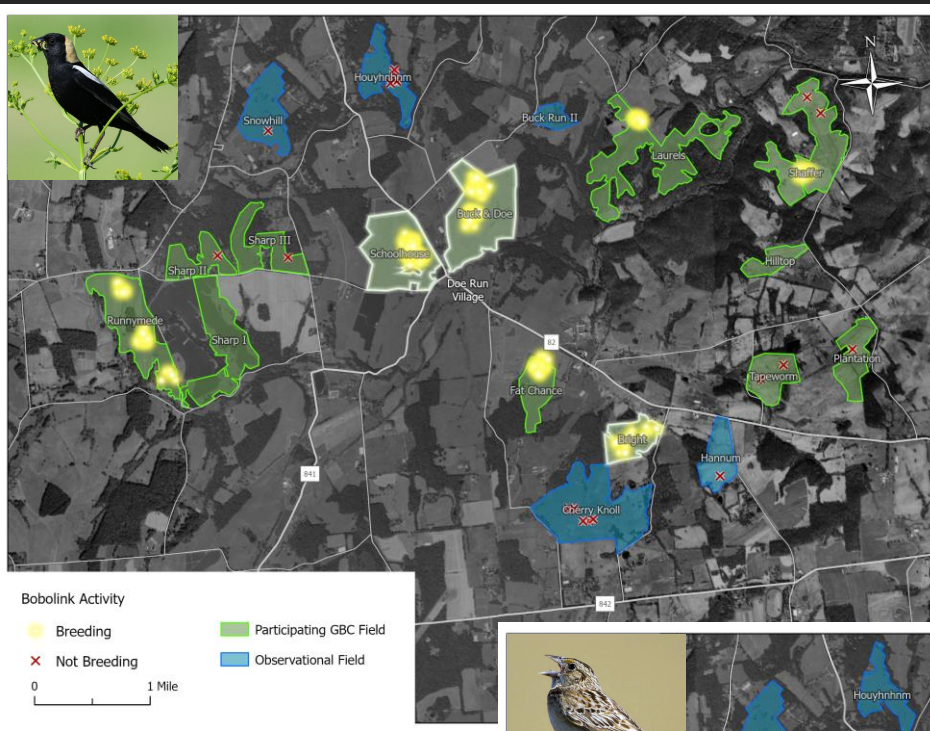 N
Houyhnhnm
Snowhill
Buck Run II
Laurels
Shaffer
Buck & Doe
Sharp III
Schoolhouse
Sharp II
Hilltop
Doe Run
Village
Runnymede
Sharp I
82
Plantation
Tapeworm
Fat Chance
Bright
Hannum
841
Cherry Knoll
842
Bobolink Activity
Breeding
Not Breeding
Participating GBC Field
Observational Field
0 1 Mile
Houyhnhnm